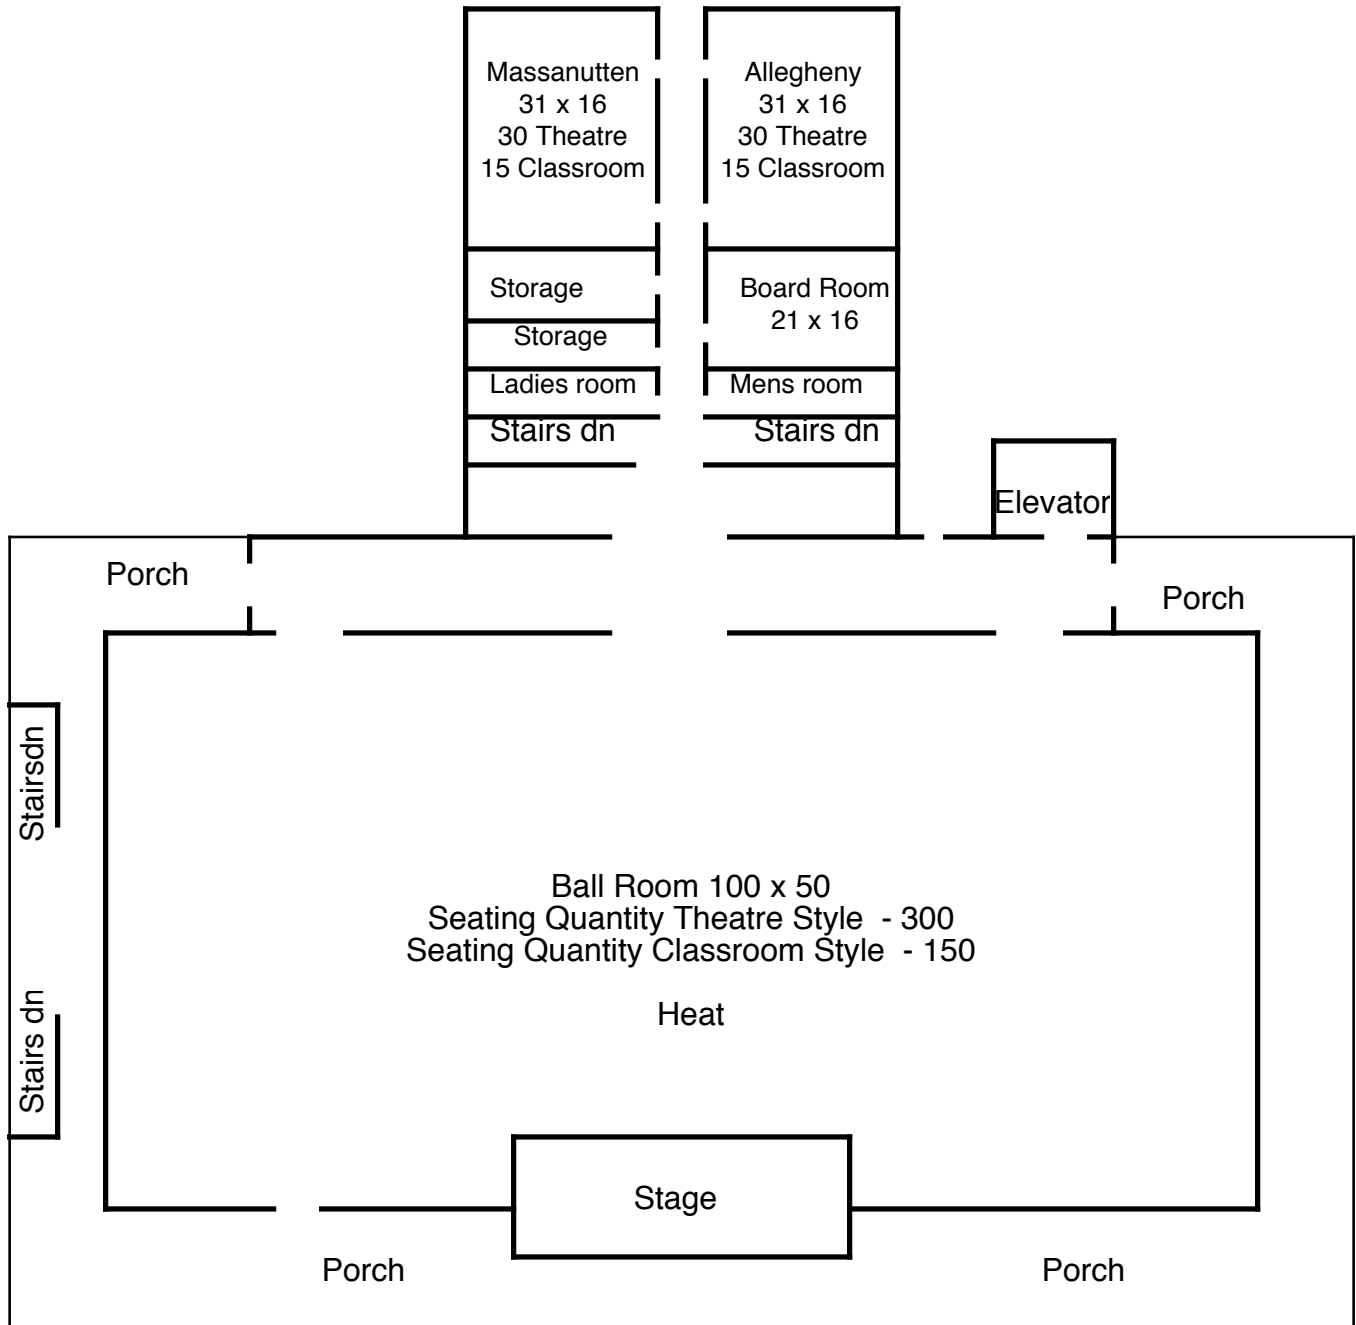 Massanutten
31 x 16
30 Theatre
15 Classroom
Allegheny
31 x 16
30 Theatre
15 Classroom
Storage
Board Room
21 x 16
Storage
Ladies room
Mens room
Stairs dn
Stairs dn
Elevator
Porch
Porch
Stairsdn
Ball Room 100 x 50
Seating Quantity Theatre Style  - 300
Seating Quantity Classroom Style  - 150
Heat
Stairs dn
Stage
Porch
Porch